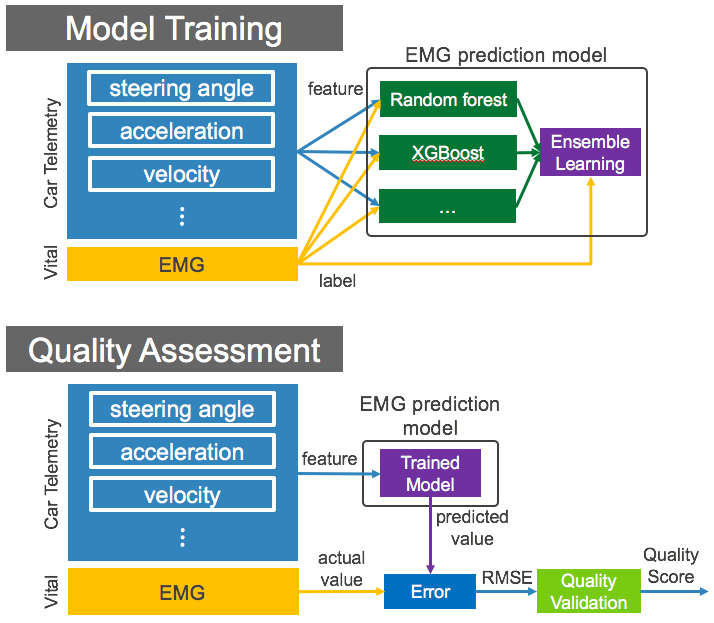 Model Training
EMG prediction model
Car Telemetry
steering angle
acceleration
velocity
⋮
feature
Random forest
XGBoost
...
Ensemble
Learning
Vital
EMG
label
Quality Assessment
Car Telemetry
steering angle
acceleration
velocity
⋮
EMG prediction
model
feature
Trained
Model
predicted
value
Vital
EMG
actual
value
Error
RMSE
Quality
Validation
Quality
Score